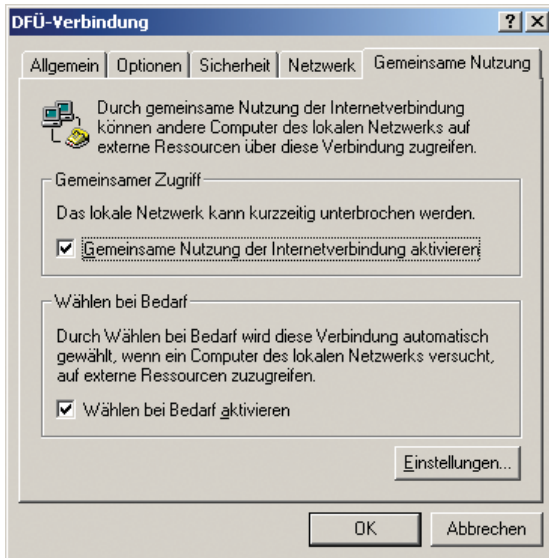 DFÜ-Verbindung
Allgemein Optionen Sicherheit Netzwerk Gemeinsame Nutzung
Durch gemeinsame Nutzung der Internetverbindung
können andere Computer des lokalen Netzwerks auf
externe Ressourcen über diese Verbindung zugreifen.
Gemeinsamer Zugriff
Das lokale Netzwerk kann kurzzeitig unterbrochen werden.
Gemeinsame Nutzung der Internetverbindung aktivieren
Wählen bei Bedarf
Durch Wählen bei Bedarf wird diese Verbindung automatisch
gewählt, wenn ein Computer des lokalen Netzwerks versucht,
auf externe Ressourcen zuzugreifen.
Wählen bei Bedarf aktivieren
Einstellungen...
OK Abbrechen